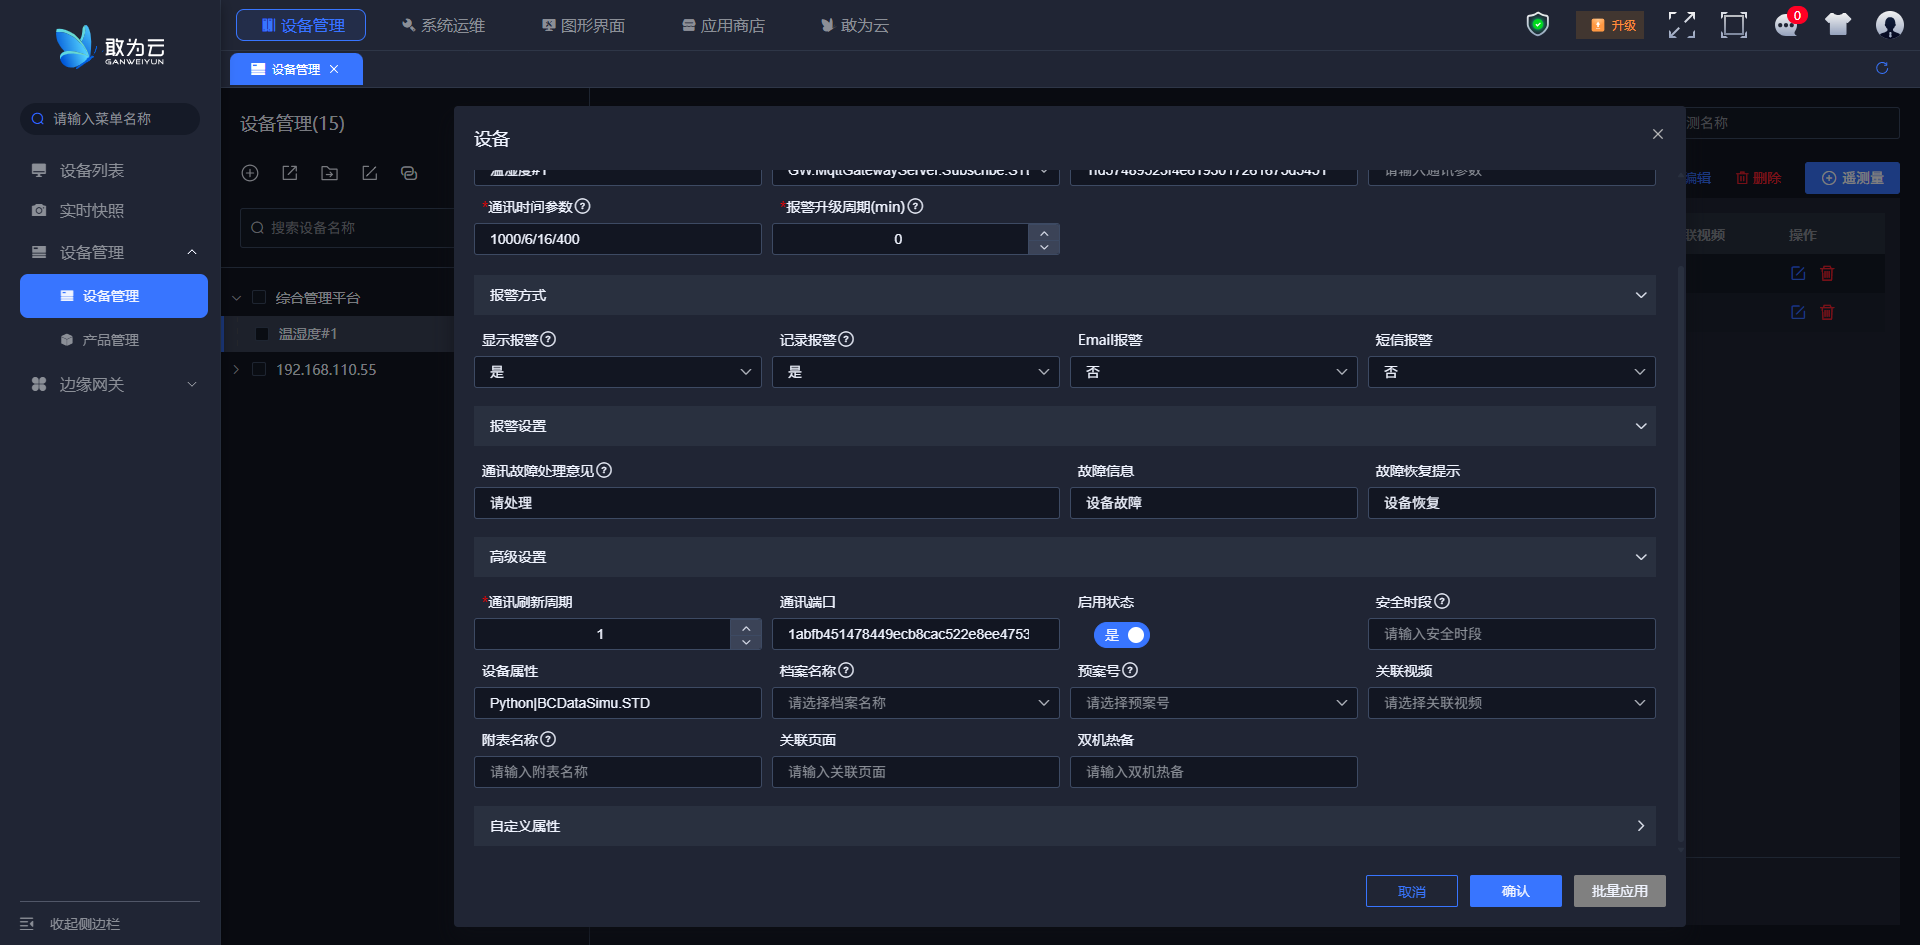 敢为云
GANWEIYUN
设备管理
系统运维
图形界面
应用商店
敢为云
升级
0
设备管理
请输入菜单名称
设备列表
实时快照
设备管理
设备管理
产品管理
边缘网关
收起侧边栏
设备管理(15)
搜索设备名称
综合管理平台
温湿度#1
192.168.110.55
测名称
编辑
删除
遥测量
联视频
操作
设备
温湿度#1
GW.MqttGatewayServer.Subscribe.STI
请输入通讯参数
*通讯时间参数
*报警升级周期(min)
1000/6/16/400
0
报警方式
显示报警
记录报警
Email报警
短信报警
是
是
否
否
报警设置
通讯故障处理意见
故障信息
故障恢复提示
请处理
设备故障
设备恢复
高级设置
*通讯刷新周期
通讯端口
启用状态
安全时段
1
1abfb451478449ecb8cac522e8ee4753
是
请输入安全时段
设备属性
档案名称
预案号
关联视频
Python|BCDataSimu.STD
请选择档案名称
请选择预案号
请选择关联视频
附表名称
关联页面
双机热备
请输入附表名称
请输入关联页面
请输入双机热备
自定义属性
取消
确认
批量应用